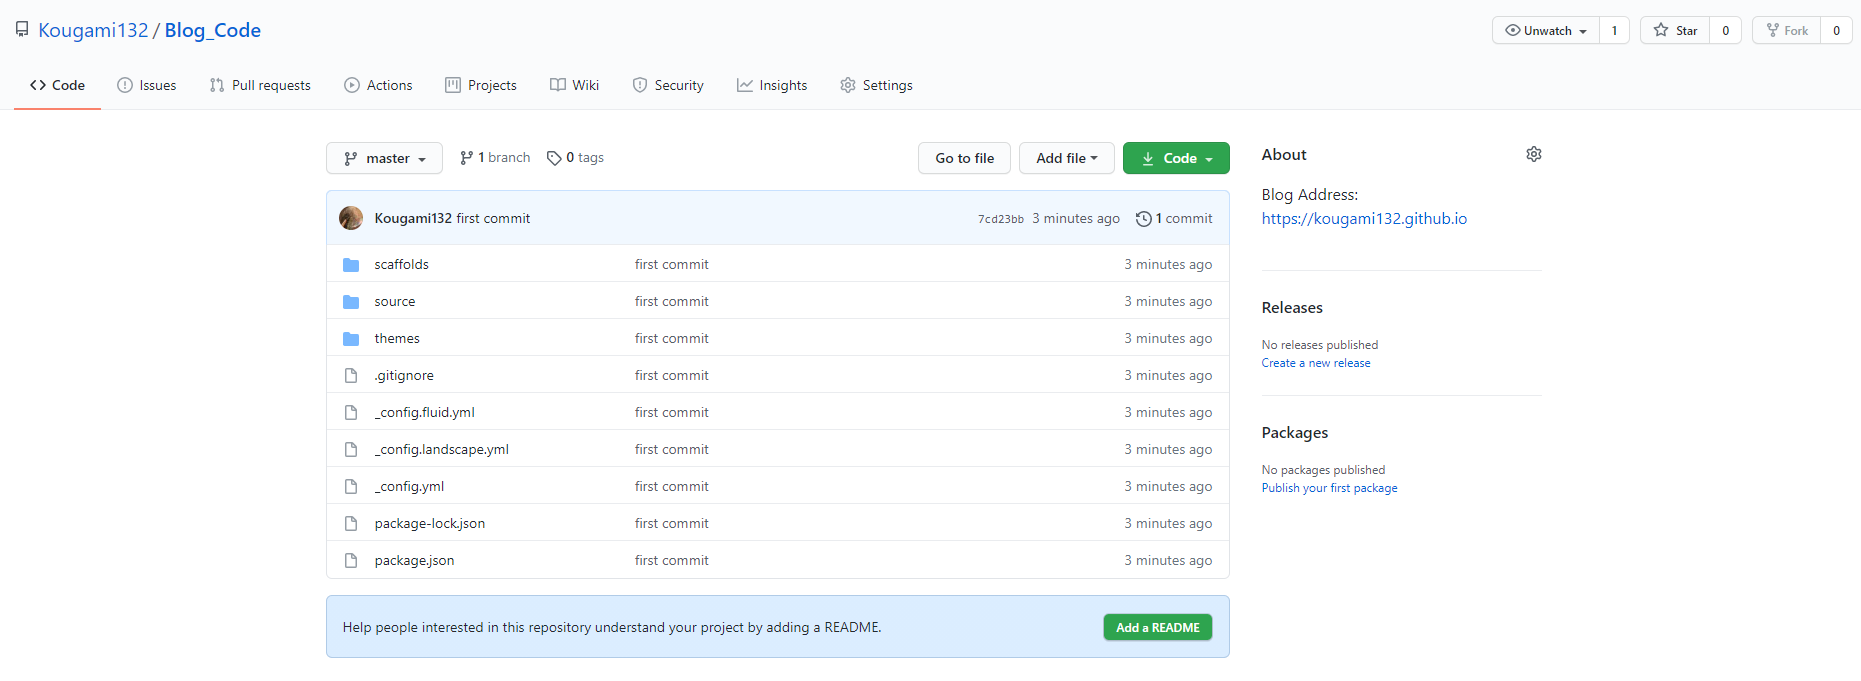 Kougami132 / Blog_Code
Unwatch 1 Star 0 Fork 0
Code Issues Pull requests Actions Projects Wiki Security Insights Settings
master 1 branch 0 tags Go to file Add file Code
Kougami132 first commit 7cd23bb 3 minutes ago 1 commit
scaffolds first commit 3 minutes ago
source first commit 3 minutes ago
themes first commit 3 minutes ago
.gitignore first commit 3 minutes ago
_config.fluid.yml first commit 3 minutes ago
_config.landscape.yml first commit 3 minutes ago
_config.yml first commit 3 minutes ago
package-lock.json first commit 3 minutes ago
package.json first commit 3 minutes ago
Help people interested in this repository understand your project by adding a README. Add a README
About
Blog Address:
https://kougami132.github.io
Releases
No releases published
Create a new release
Packages
No packages published
Publish your first package